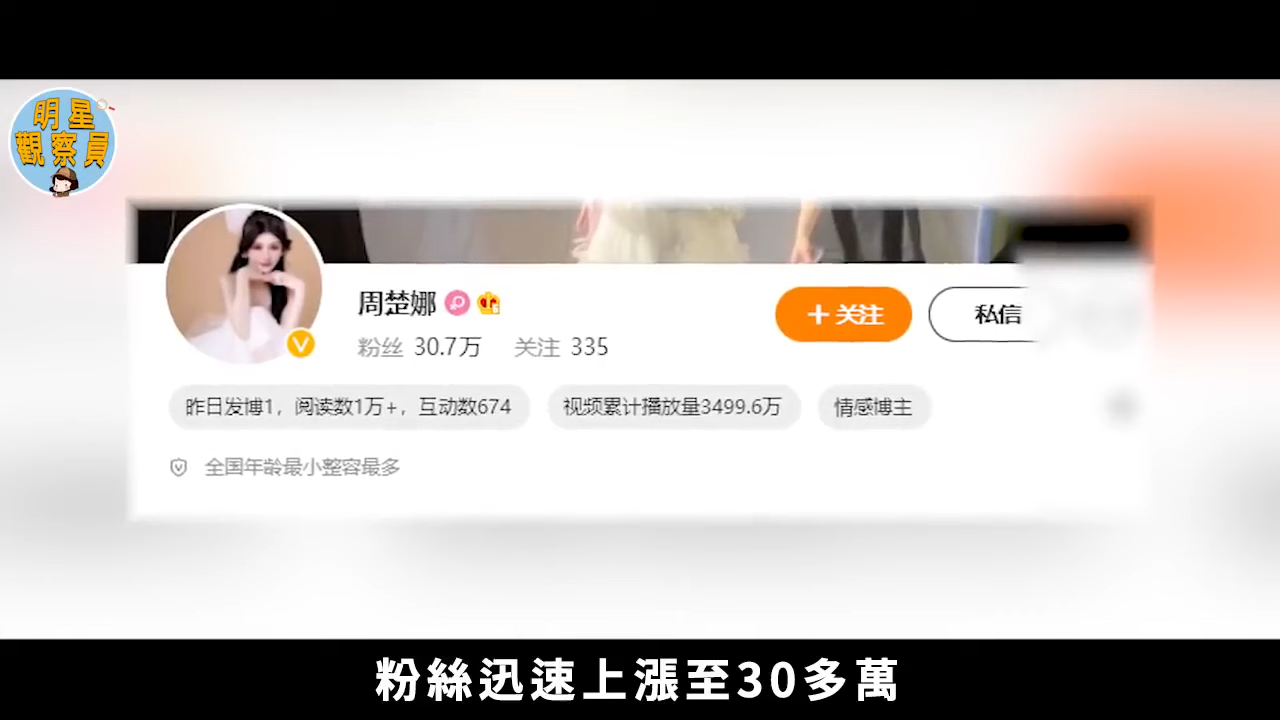 明星
觀察員
周楚娜
粉丝 30.7万 关注 335
+关注
私信
昨日发博1，阅读数1万+，互动数674
视频累计播放量3499.6万
情感博主
全国年龄最小整容最多
粉絲迅速上漲至30多萬